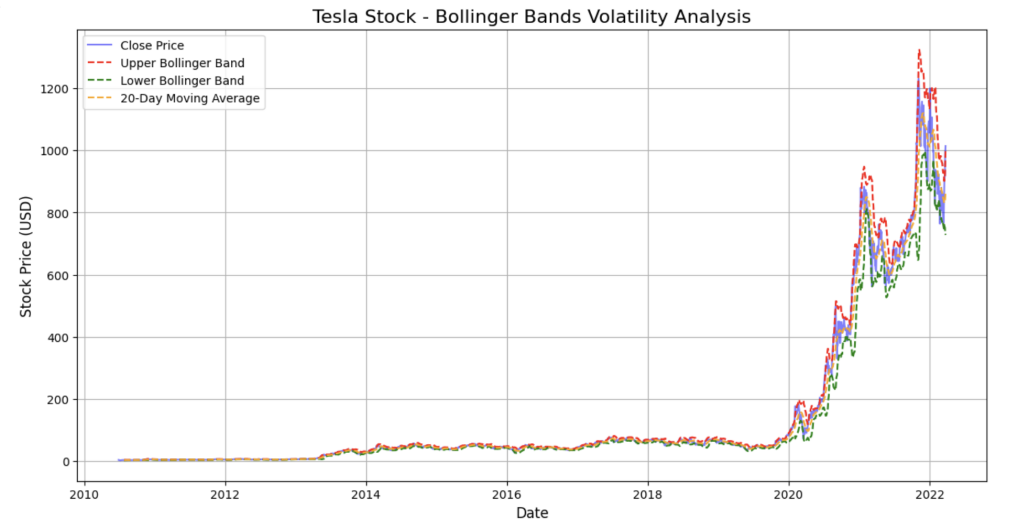 Tesla Stock - Bollinger Bands Volatility Analysis
Close Price
Upper Bollinger Band
Lower Bollinger Band
20-Day Moving Average
Stock Price (USD)
1200
1000
800
600
400
200
0
2010 2012 2014 2016 2018 2020 2022
Date